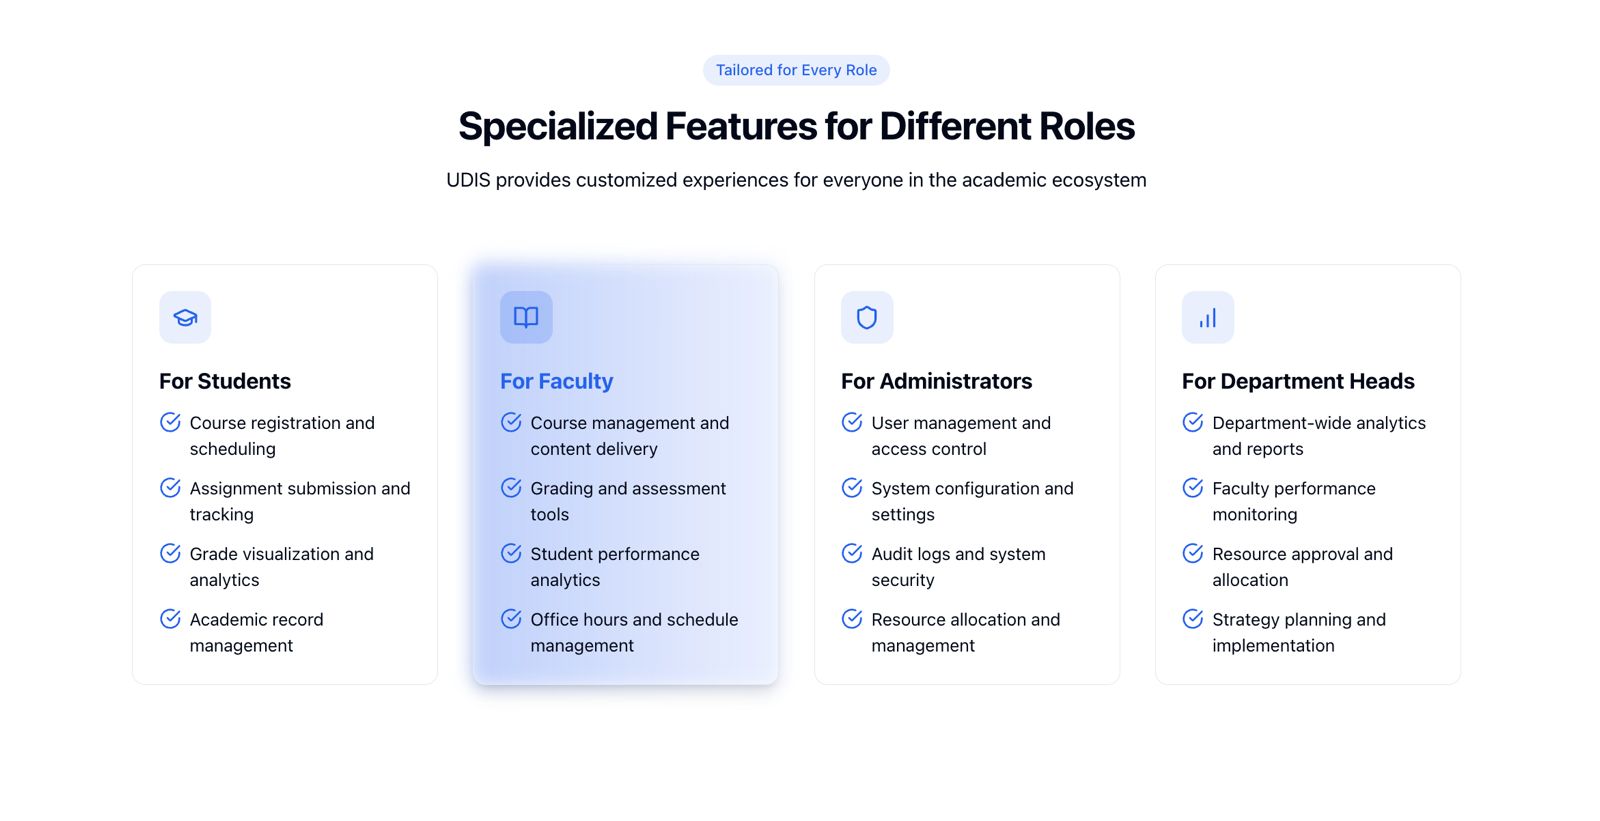 Tailored for Every Role
Specialized Features for Different Roles
UDIS provides customized experiences for everyone in the academic ecosystem
For Students
Course registration and
scheduling
Assignment submission and
tracking
Grade visualization and
analytics
Academic record
management
For Faculty
Course management and
content delivery
Grading and assessment
tools
Student performance
analytics
Office hours and schedule
management
For Administrators
User management and
access control
System configuration and
settings
Audit logs and system
security
Resource allocation and
management
For Department Heads
Department-wide analytics
and reports
Faculty performance
monitoring
Resource approval and
allocation
Strategy planning and
implementation